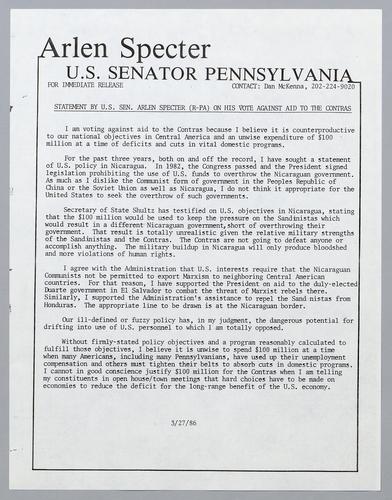 Arlen Specter
U.S. SENATOR PENNSYLVANIA
FOR IMMEDIATE RELEASE
CONTACT: Dan McKenna, 202-224-9020
STATEMENT BY U.S. SEN. ARLEN SPECTER (R-PA) ON HIS VOTE AGAINST AID TO THE CONTRAS
I am voting against aid to the Contras because I believe it is counterproductive
to our national objectives in Central America and an unwise expenditure of $100
million at a time of deficits and cuts in vital domestic programs.
For the past three years, both on and off the record, I have sought a statement
of U.S. policy in Nicaragua. In 1982, the Congress passed and the President signed
legislation prohibiting the use of U.S. funds to overthrow the Nicaraguan government.
As much as I dislike the Communist form of government in the Peoples Republic of
China or the Soviet Union as well as Nicaragua, I do not think it appropriate for the
United States to seek the overthrow of such governments.
Secretary of State Shultz has testified on U.S. objectives in Nicaragua, stating
that the $100 million would be used to keep the pressure on the Sandinistas which
would result in a different Nicaraguan government,short of overthrowing their
government. That result is totally unrealistic given the relative military strengths
of the Sandinistas and the Contras. The Contras are not going to defeat anyone or
accomplish anything. The military buildup in Nicaragua will only produce bloodshed
and more violations of human rights.
I agree with the Administration that U.S. interests require that the Nicaraguan
Communists not be permitted to export Marxism to neighboring Central American
countries. For that reason, I have supported the President on aid to the duly-elected
Duarte government in El Salvador to combat the threat of Marxist rebels there.
Similarly, I supported the Administration's assistance to repel the Sand nistas from
Honduras. The appropriate line to be drawn is at the Nicaraguan border.
Our ill-defined or fuzzy policy has, in my judgment, the dangerous potential for
drifting into use of U.S. personnel to which I am totally opposed.
Without firmly-stated policy objectives and a program reasonably calculated to
fulfill those objectives, I believe it is unwise to spend $100 million at a time
when many Americans, including many Pennsylvanians, have used up their unemployment
compensation and others must tighten their belts to absorb cuts in domestic programs.
I cannot in good conscience justify $100 million for the Contras when I am telling
my constituents in open house/town meetings that hard choices have to be made on
economies to reduce the deficit for the long-range benefit of the U.S. economy.
3/27/86